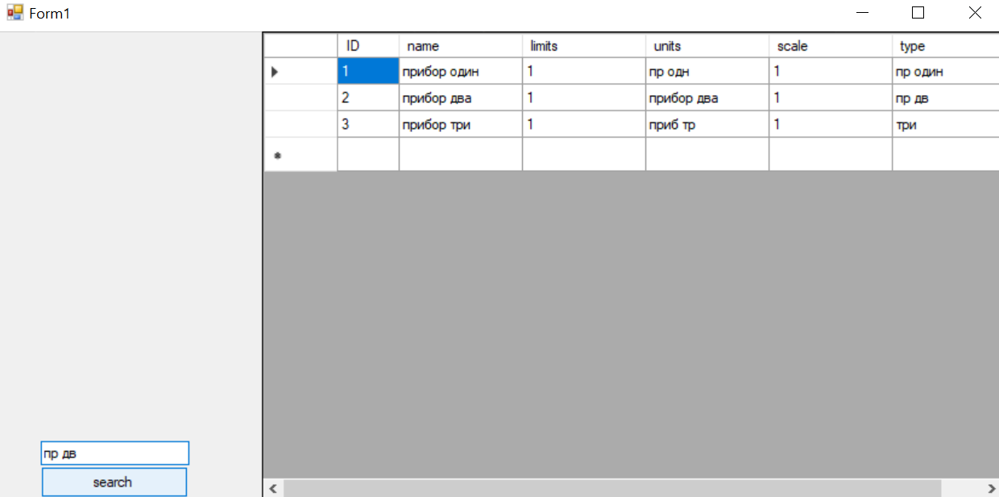 Form1
ID name limits units scale type
1 прибор один 1 пр одн 1 пр один
2 прибор два 1 прибор два 1 пр дв
3 прибор три 1 приб тр 1 три
пр дв
search